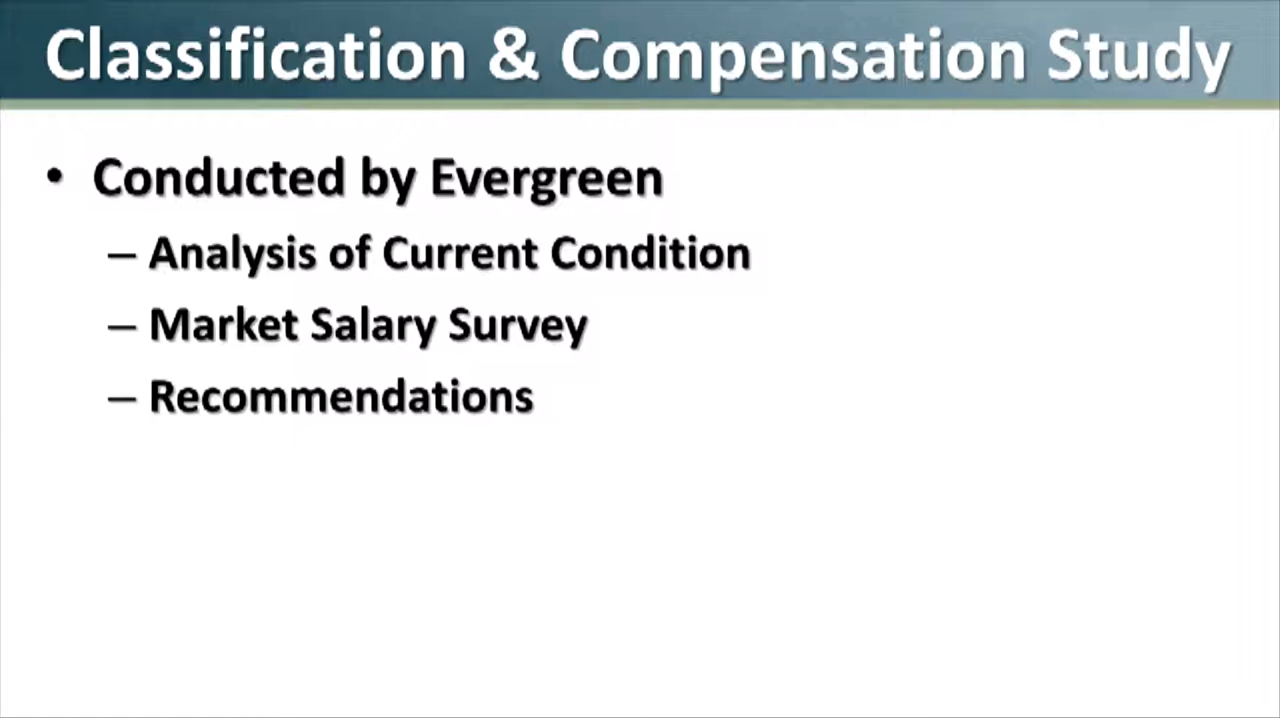 Classification & Compensation Study
• Conducted by Evergreen
– Analysis of Current Condition
– Market Salary Survey
– Recommendations